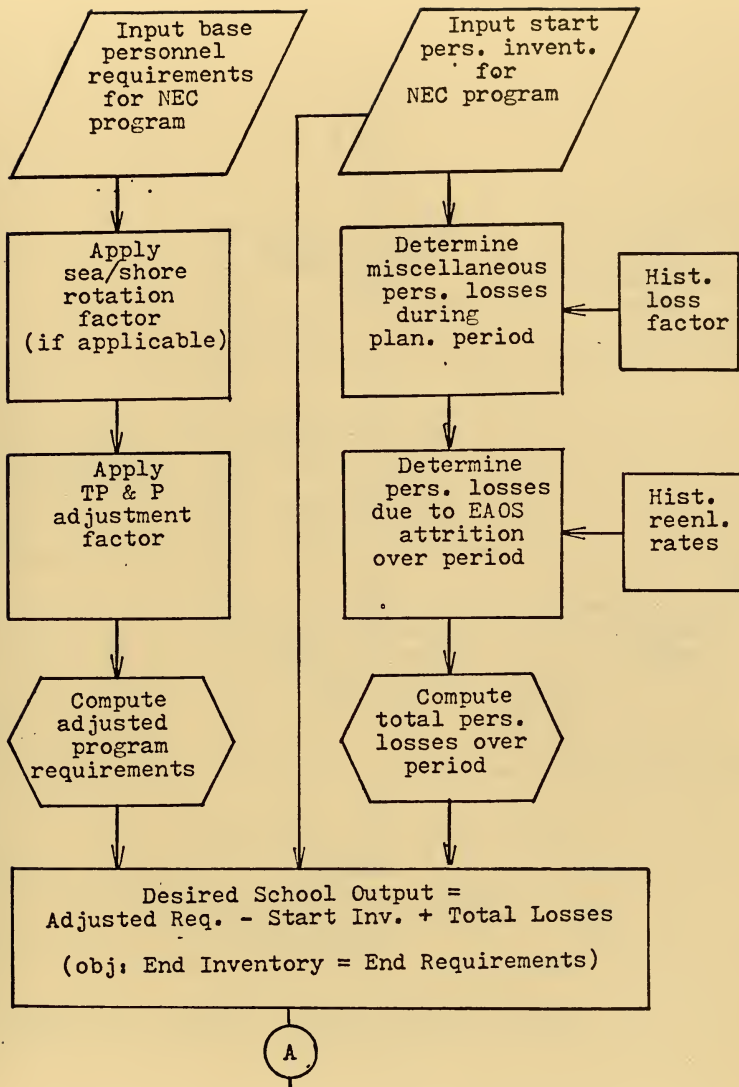 Input base
personnel
requirements
for NEC
program
Input start
pers. invent.
for
NEC program
Apply
sea/shore
rotation
factor
(if applicable)
Determine
miscellaneous
pers. losses
during
plan. period
Hist.
loss
factor
Apply
TP & P
adjustment
factor
Determine
pers. losses
due to EAOS
attrition
over period
Hist.
reenl.
rates
Compute
adjusted
program
requirements
Compute
total pers.
losses over
period
Desired School Output =
Adjusted Req. - Start Inv. + Total Losses
(obj: End Inventory = End Requirements)
A